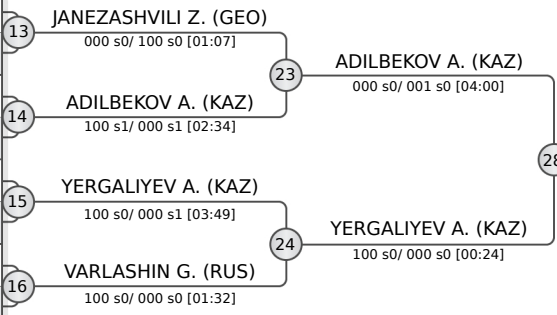 JANEZASHVILI Z. (GEO)
13
000 s0/ 100 s0 [01:07]
ADILBEKOV A. (KAZ)
23
000 s0/ 001 s0 [04:00]
ADILBEKOV A. (KAZ)
14
100 s1/ 000 s1 [02:34]
28
YERGALIYEV A. (KAZ)
15
100 s0/ 000 s1 [03:49]
YERGALIYEV A. (KAZ)
24
100 s0/ 000 s0 [00:24]
VARLASHIN G. (RUS)
16
100 s0/ 000 s0 [01:32]